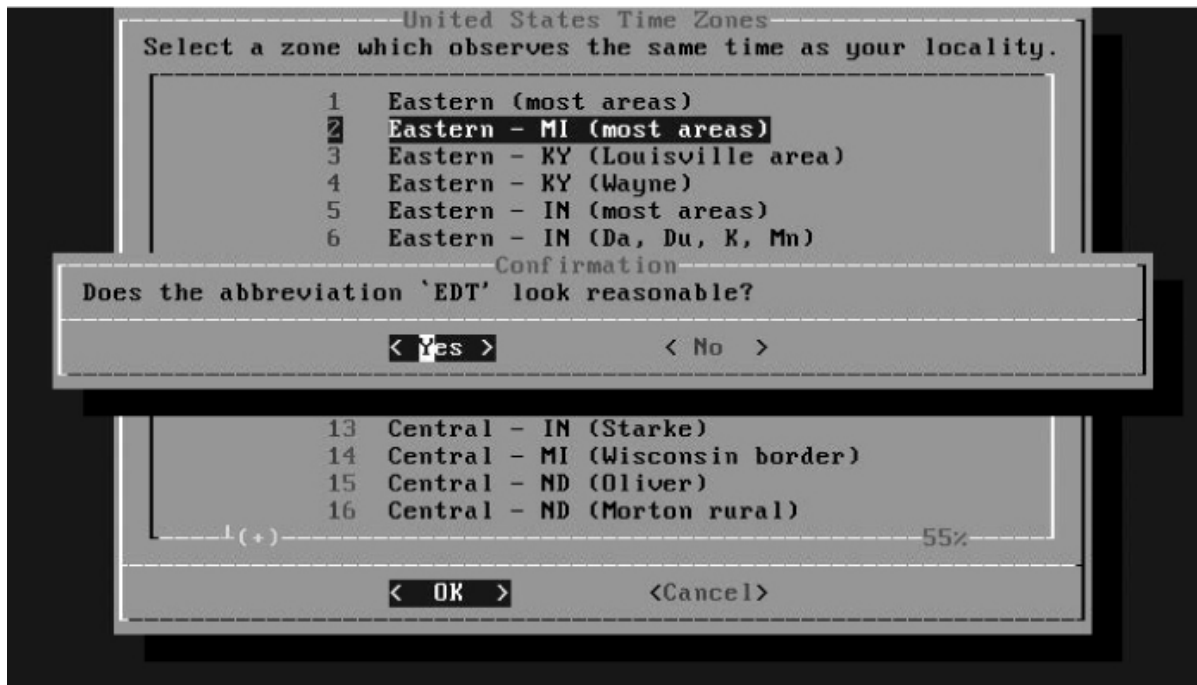 United States Time Zones
Select a zone which observes the same time as your locality.
1 Eastern (most areas)
2 Eastern - MI (most areas)
3 Eastern - KY (Louisville area)
4 Eastern - KY (Wayne)
5 Eastern - IN (most areas)
6 Eastern - IN (Da, Du, K, Mn)
Confirmation
Does the abbreviation `EDT' look reasonable?
< Yes > < No >
13 Central - IN (Starke)
14 Central - MI (Wisconsin border)
15 Central - ND (Oliver)
16 Central - ND (Morton rural)
(+) 55%
< OK > <Cancel>